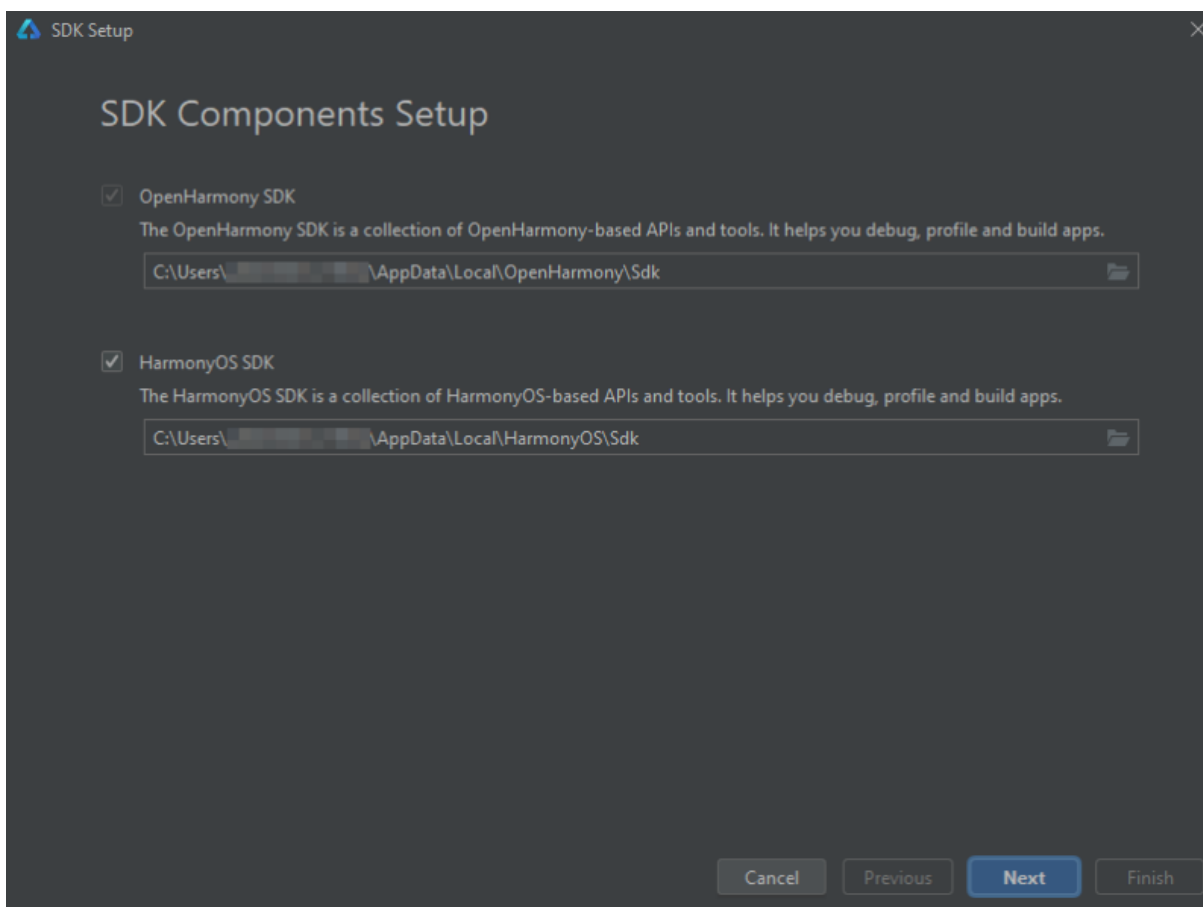 SDK Setup
SDK Components Setup
OpenHarmony SDK
The OpenHarmony SDK is a collection of OpenHarmony-based APIs and tools. It helps you debug, profile and build apps.
C:\Users\ \AppData\Local\OpenHarmony\Sdk
HarmonyOS SDK
The HarmonyOS SDK is a collection of HarmonyOS-based APIs and tools. It helps you debug, profile and build apps.
C:\Users\ \AppData\Local\HarmonyOS\Sdk
Cancel Previous Next Finish